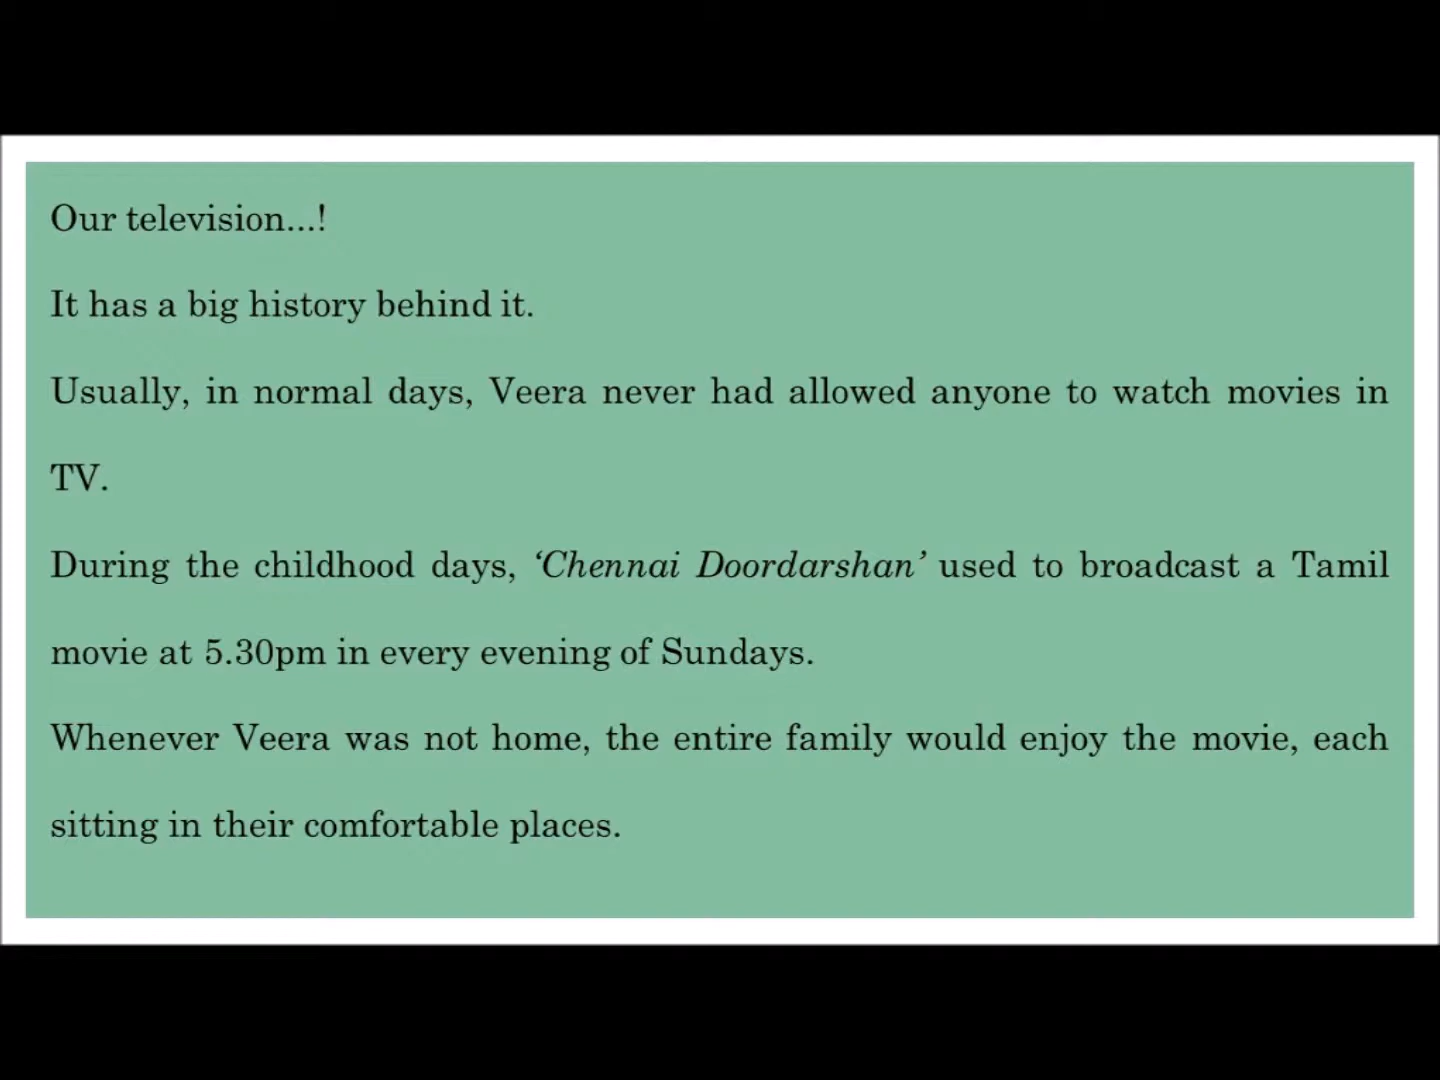 Our television...!
It has a big history behind it.
Usually, in normal days, Veera never had allowed anyone to watch movies in
TV.
During the childhood days, ‘Chennai Doordarshan’ used to broadcast a Tamil
movie at 5.30pm in every evening of Sundays.
Whenever Veera was not home, the entire family would enjoy the movie, each
sitting in their comfortable places.